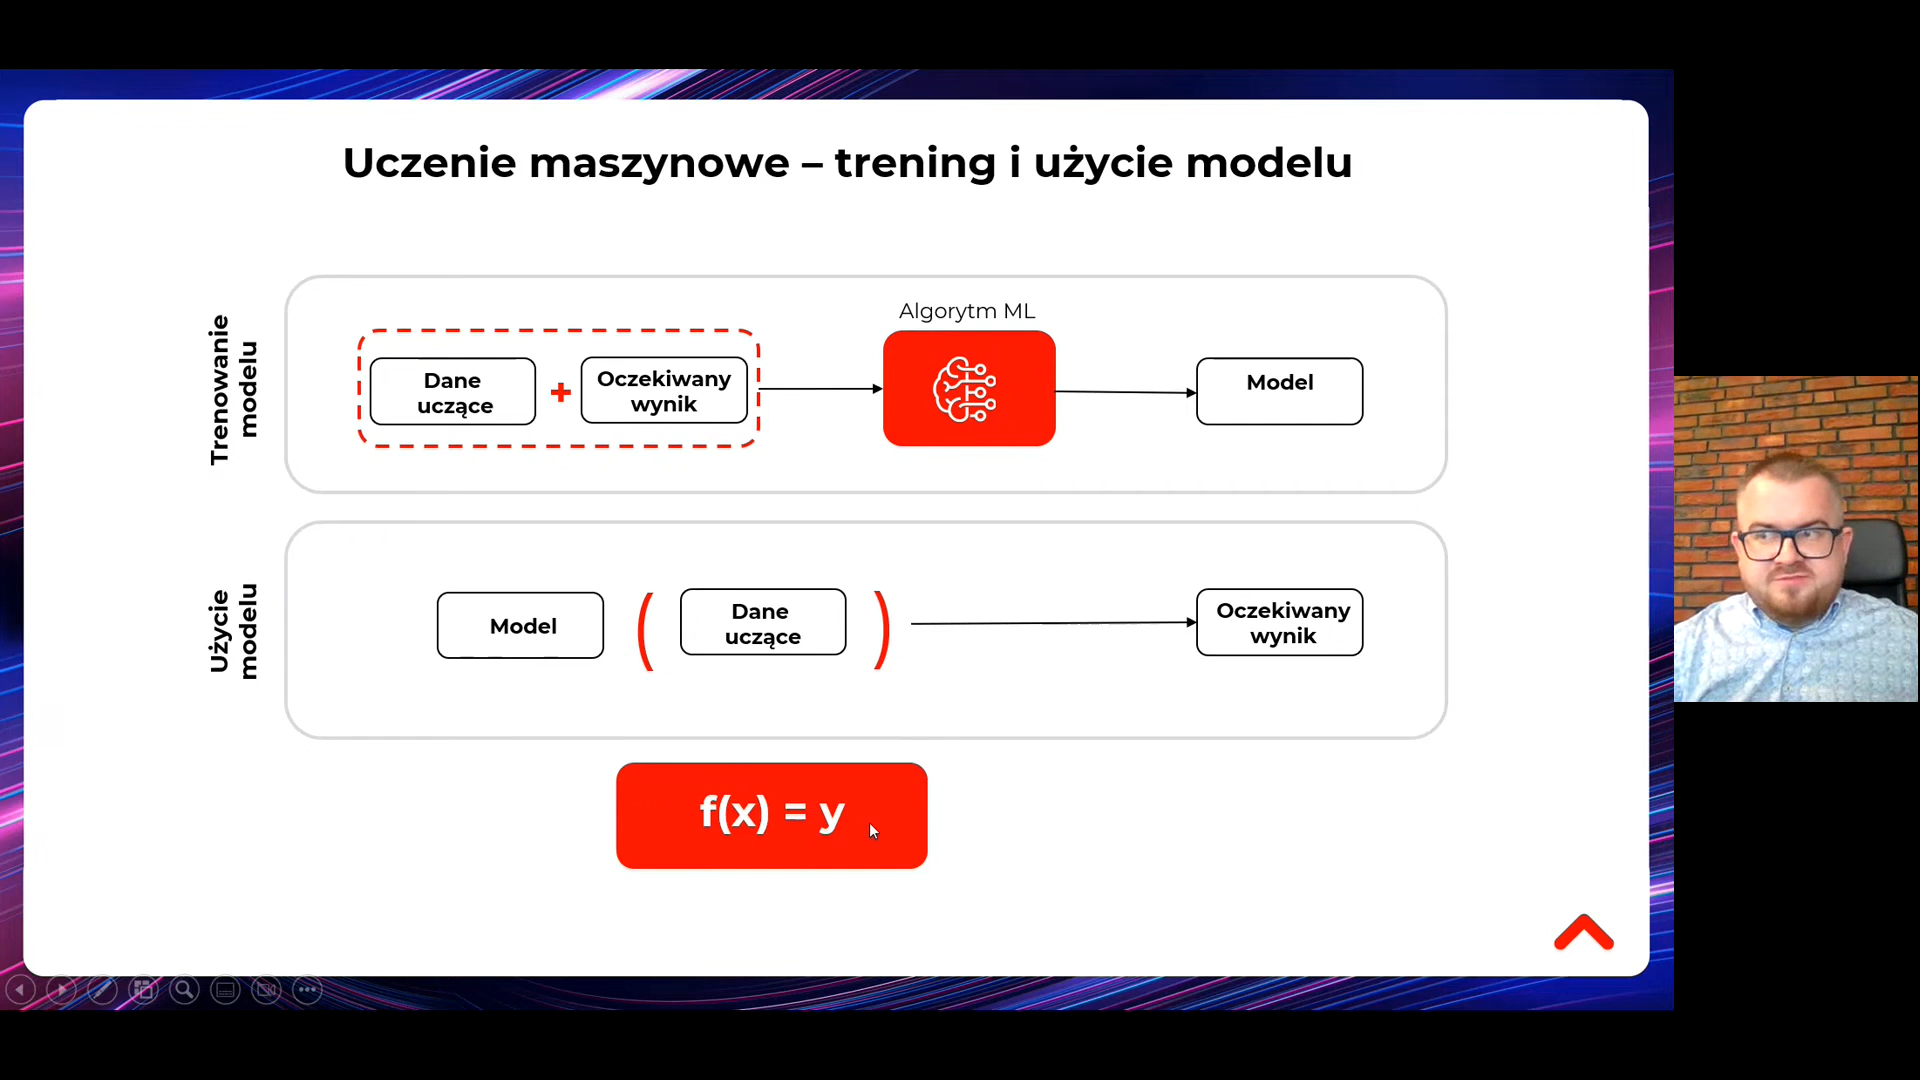 Uczenie maszynowe – trening i użycie modelu
Trenowanie
modelu
Dane
uczące
+
Oczekiwany
wynik
Algorytm ML
Model
Użycie
modelu
Model
(
Dane
uczące
)
Oczekiwany
wynik
f(x) = y